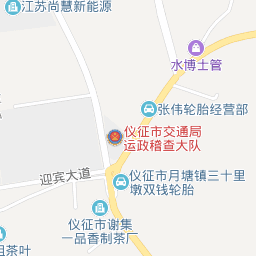 江苏尚慧新能源
水博士管
张伟轮胎经营部
仪征市交通局
运政稽查大队
迎宾大道
仪征市月塘镇三十里
墩双钱轮胎
仪征市谢集
一品香制茶厂
茶叶